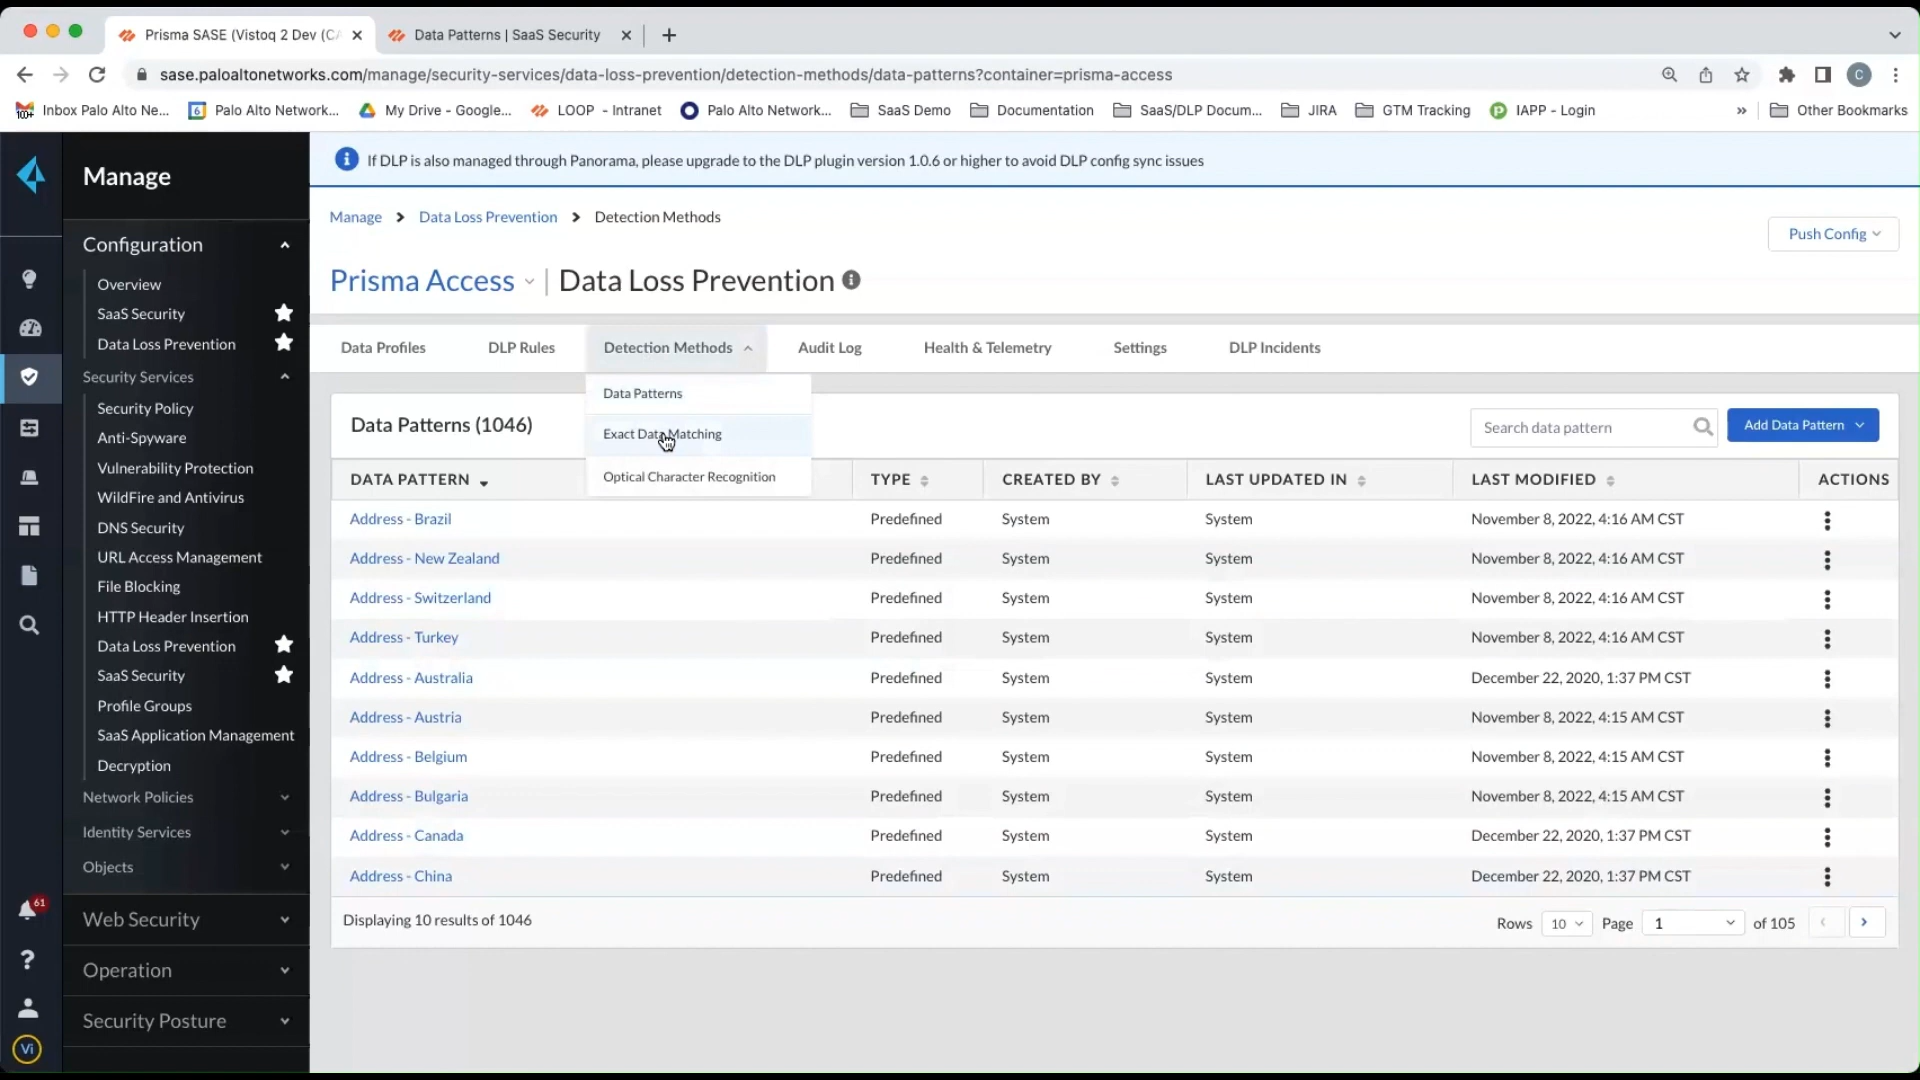 Prisma SASE (Vistoq 2 Dev (CA
Data Patterns | SaaS Security
sase.paloaltonetworks.com/manage/security-services/data-loss-prevention/detection-methods/data-patterns?container=prisma-access
C
100+ Inbox Palo Alto Ne...
6 Palo Alto Network...
My Drive - Google...
LOOP - Intranet
Palo Alto Network...
SaaS Demo
Documentation
SaaS/DLP Docum...
JIRA
GTM Tracking
IAPP - Login
»
Other Bookmarks
Manage
Configuration
Overview
SaaS Security
Data Loss Prevention
Security Services
Security Policy
Anti-Spyware
Vulnerability Protection
WildFire and Antivirus
DNS Security
URL Access Management
File Blocking
HTTP Header Insertion
Data Loss Prevention
SaaS Security
Profile Groups
SaaS Application Management
Decryption
Network Policies
Identity Services
Objects
Web Security
Operation
Security Posture
61
Vi
If DLP is also managed through Panorama, please upgrade to the DLP plugin version 1.0.6 or higher to avoid DLP config sync issues
Manage > Data Loss Prevention > Detection Methods
Push Config
Prisma Access | Data Loss Prevention
Data Profiles DLP Rules Detection Methods Audit Log Health & Telemetry Settings DLP Incidents
Data Patterns
Exact Data Matching
Optical Character Recognition
Data Patterns (1046)
Search data pattern
Add Data Pattern
DATA PATTERN TYPE CREATED BY LAST UPDATED IN LAST MODIFIED ACTIONS
Address - Brazil Predefined System System November 8, 2022, 4:16 AM CST
Address - New Zealand Predefined System System November 8, 2022, 4:16 AM CST
Address - Switzerland Predefined System System November 8, 2022, 4:16 AM CST
Address - Turkey Predefined System System November 8, 2022, 4:16 AM CST
Address - Australia Predefined System System December 22, 2020, 1:37 PM CST
Address - Austria Predefined System System November 8, 2022, 4:15 AM CST
Address - Belgium Predefined System System November 8, 2022, 4:15 AM CST
Address - Bulgaria Predefined System System November 8, 2022, 4:15 AM CST
Address - Canada Predefined System System December 22, 2020, 1:37 PM CST
Address - China Predefined System System December 22, 2020, 1:37 PM CST
Displaying 10 results of 1046
Rows 10 Page 1 of 105